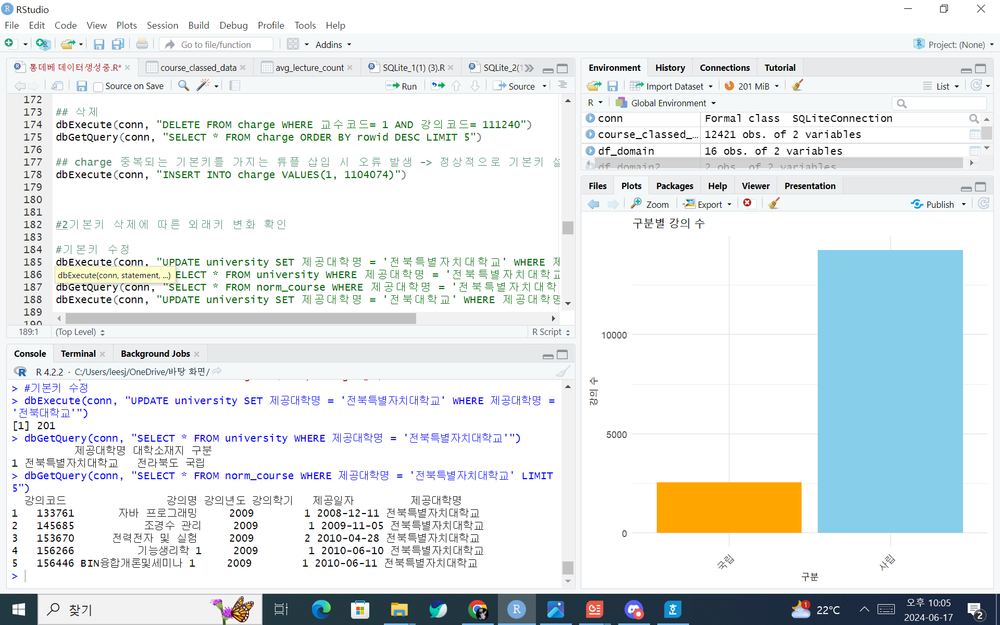 RStudio
File Edit Code View Plots Session Build Debug Profile Tools Help
Go to file/function Addins Project: (None)
통데베 데이터생성중.R* course_classed_data avg_lecture_count SQLite_1(1) (3).R SQLite_2(1
Source on Save Run Source
172
173 ## 삭제
174 dbExecute(conn, "DELETE FROM charge WHERE 교수코드= 1 AND 강의코드= 111240")
175 dbGetQuery(conn, "SELECT * FROM charge ORDER BY rowid DESC LIMIT 5")
176
177 ## charge 중복되는 기본키를 가지는 튜플 삽입 시 오류 발생 -> 정상적으로 기본키 설
178 dbExecute(conn, "INSERT INTO charge VALUES(1, 1104074)")
179
180
181
182 #2기본키 삭제에 따른 외래키 변화 확인
183
184 #기본키 수정
185 dbExecute(conn, "UPDATE university SET 제공대학명 = '전북특별자치대학교' WHERE 제
186 SELECT * FROM university WHERE 제공대학명 = '전북특별자치대학교
dbExecute(conn, statement, ...)
187 dbGetQuery(conn, "SELECT * FROM norm_course WHERE 제공대학명 = '전북특별자치대학
188 dbExecute(conn, "UPDATE university SET 제공대학명 = '전북대학교' WHERE 제공대학명
189
190
189:1 (Top Level) R Script
Console Terminal Background Jobs
R 4.2.2 · C:/Users/leesj/OneDrive/바탕 화면/
> #기본키 수정
> dbExecute(conn, "UPDATE university SET 제공대학명 = '전북특별자치대학교' WHERE 제공대학명 =
'전북대학교'")
[1] 201
> dbGetQuery(conn, "SELECT * FROM university WHERE 제공대학명 = '전북특별자치대학교'")
제공대학명 대학소재지 구분
1 전북특별자치대학교 전라북도 국립
> dbGetQuery(conn, "SELECT * FROM norm_course WHERE 제공대학명 = '전북특별자치대학교' LIMIT
5")
강의코드 강의명 강의년도 강의학기 제공일자 제공대학명
1 133761 자바 프로그래밍 2009 1 2008-12-11 전북특별자치대학교
2 145685 조경수 관리 2009 1 2009-11-05 전북특별자치대학교
3 153670 전력전자 및 실험 2009 2 2010-04-28 전북특별자치대학교
4 156266 기능생리학 1 2009 1 2010-06-10 전북특별자치대학교
5 156446 BIN융합개론및세미나 1 2009 1 2010-06-11 전북특별자치대학교
>
Environment History Connections Tutorial
Import Dataset 201 MiB List
R Global Environment
conn Formal class SQLiteConnection
course_classed_… 12421 obs. of 2 variables
df_domain 16 obs. of 2 variables
df_domain2 2 obs. of 2 variables
Files Plots Packages Help Viewer Presentation
Zoom Export Publish
구분별 강의 수
10000
5000
0
강의 수
국립 사립
구분
찾기 1 22°C 오후 10:05
2024-06-17 2